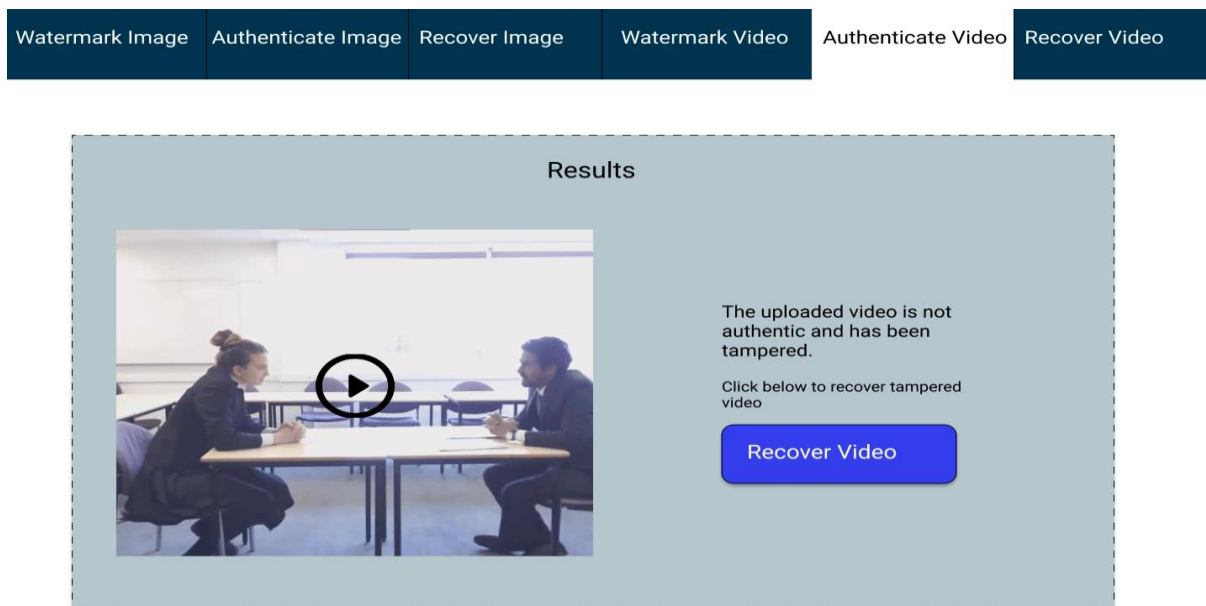 Watermark Image
Authenticate Image
Recover Image
Watermark Video
Authenticate Video
Recover Video
Results
The uploaded video is not
authentic and has been
tampered.
Click below to recover tampered
video
Recover Video